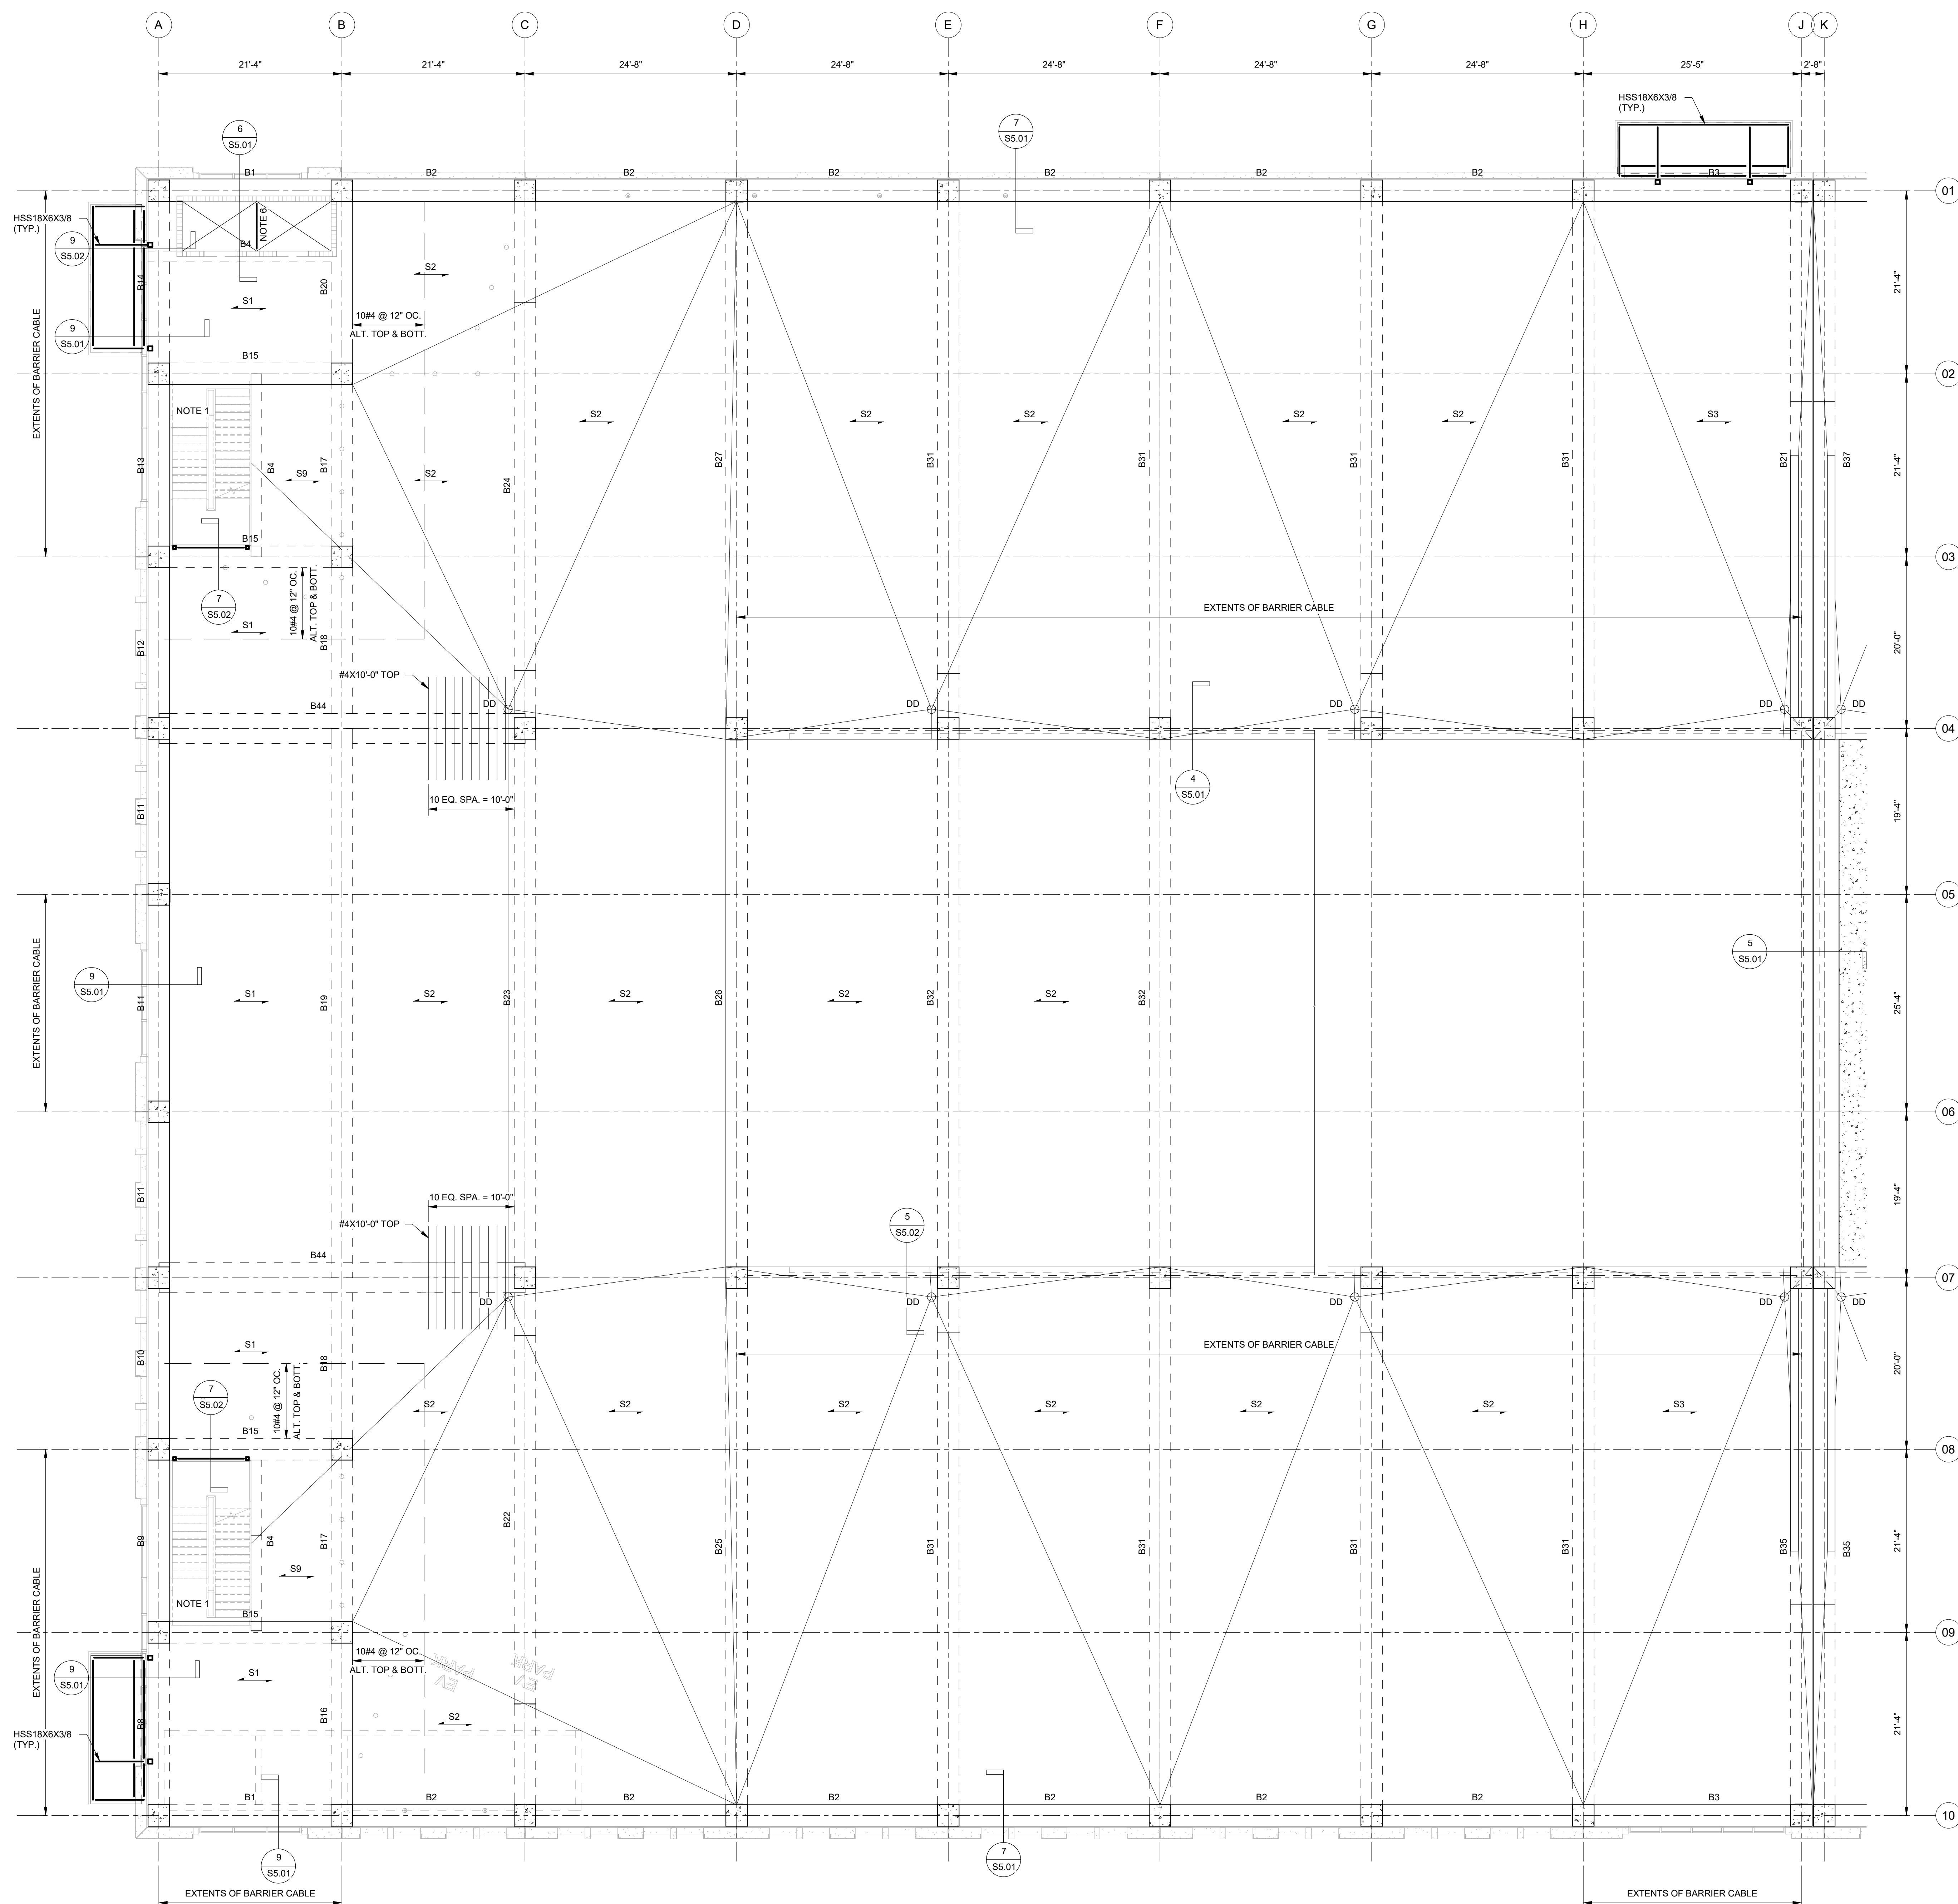 A
B
C
D
E
F
G
H
J
K
21'-4"
21'-4"
24'-8"
24'-8"
24'-8"
24'-8"
24'-8"
25'-5"
2'-8"
HSS18X6X3/8
(TYP.)
6
S5.01
7
S5.01
B1
B2
B2
B2
B2
B2
B2
B3
01
HSS18X6X3/8
(TYP.)
9
S5.02
NOTE 6
B4
B14
B20
S1
S2
21'-4"
EXTENTS OF BARRIER CABLE
9
S5.01
10#4 @ 12" OC.
ALT. TOP & BOTT.
B15
02
NOTE 1
S2
S2
S2
S2
S2
S3
B13
B4
B17
S9
S2
B24
B27
B31
B31
B31
B31
B21
B37
21'-4"
B15
03
7
S5.02
10#4 @ 12" OC.
ALT. TOP & BOTT.
S1
B12
B18
EXTENTS OF BARRIER CABLE
20'-0"
#4X10'-0" TOP
B44
DD
DD
DD
DD
DD
04
4
S5.01
10 EQ. SPA. = 10'-0"
B11
19'-4"
05
5
S5.01
9
S5.01
EXTENTS OF BARRIER CABLE
B11
S1
B19
S2
B23
S2
B26
S2
B32
S2
B32
25'-4"
06
B11
10 EQ. SPA. = 10'-0"
#4X10'-0" TOP
5
S5.02
19'-4"
B44
07
DD
DD
DD
DD
DD
S1
B10
B18
EXTENTS OF BARRIER CABLE
20'-0"
10#4 @ 12" OC.
ALT. TOP & BOTT.
7
S5.02
S2
S2
S2
S2
S2
S2
S3
B15
08
B9
B4
B17
B22
B25
B31
B31
B31
B31
B35
B35
21'-4"
S9
NOTE 1
B15
09
EXTENTS OF BARRIER CABLE
9
S5.01
S1
10#4 @ 12" OC.
ALT. TOP & BOTT.
EV
PARK
EV
PARK
B8
B16
S2
21'-4"
HSS18X6X3/8
(TYP.)
B1
B2
B2
B2
B2
B2
B2
B3
10
9
S5.01
7
S5.01
EXTENTS OF BARRIER CABLE
EXTENTS OF BARRIER CABLE